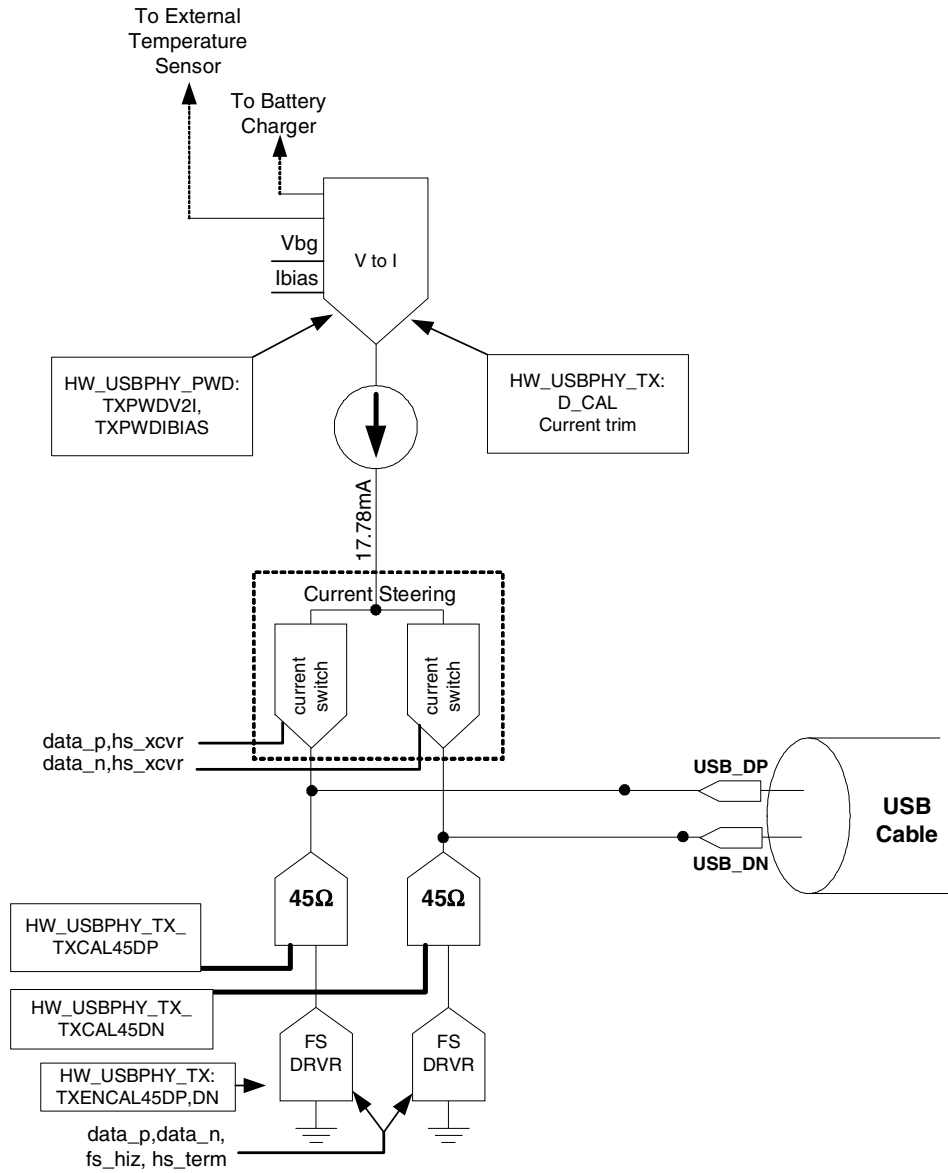 To External
Temperature
Sensor
To Battery
Charger
Vbg
Ibias
V to I
HW_USBPHY_PWD:
TXPWDV2I,
TXPWDIBIAS
HW_USBPHY_TX:
D_CAL
Current trim
17.78mA
Current Steering
current
switch
current
switch
data_p,hs_xcvr
data_n,hs_xcvr
USB_DP
USB_DN
USB
Cable
45Ω
45Ω
HW_USBPHY_TX_
TXCAL45DP
HW_USBPHY_TX_
TXCAL45DN
FS
DRVR
FS
DRVR
HW_USBPHY_TX:
TXENCAL45DP,DN
data_p,data_n,
fs_hiz, hs_term